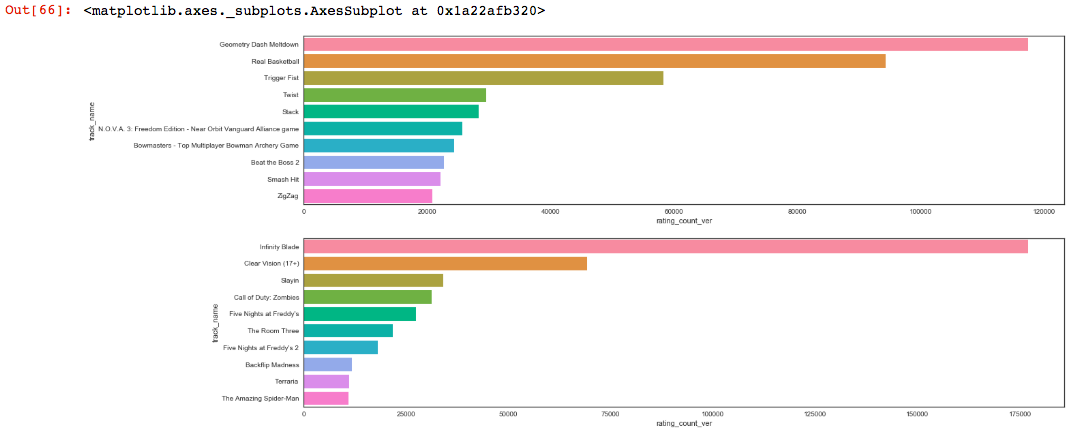 Out[66]: <matplotlib.axes._subplots.AxesSubplot at 0x1a22afb320>
Geometry Dash Meltdown
Real Basketball
Trigger Fist
Twist
Stack
N.O.V.A. 3: Freedom Edition - Near Orbit Vanguard Alliance game
Bowmasters - Top Multiplayer Bowman Archery Game
Beat the Boss 2
Smash Hit
ZigZag
track_name
0 20000 40000 60000 80000 100000 120000
rating_count_ver
Infinity Blade
Clear Vision (17+)
Slayin
Call of Duty: Zombies
Five Nights at Freddy's
The Room Three
Five Nights at Freddy's 2
Backflip Madness
Terraria
The Amazing Spider-Man
track_name
0 25000 50000 75000 100000 125000 150000 175000
rating_count_ver